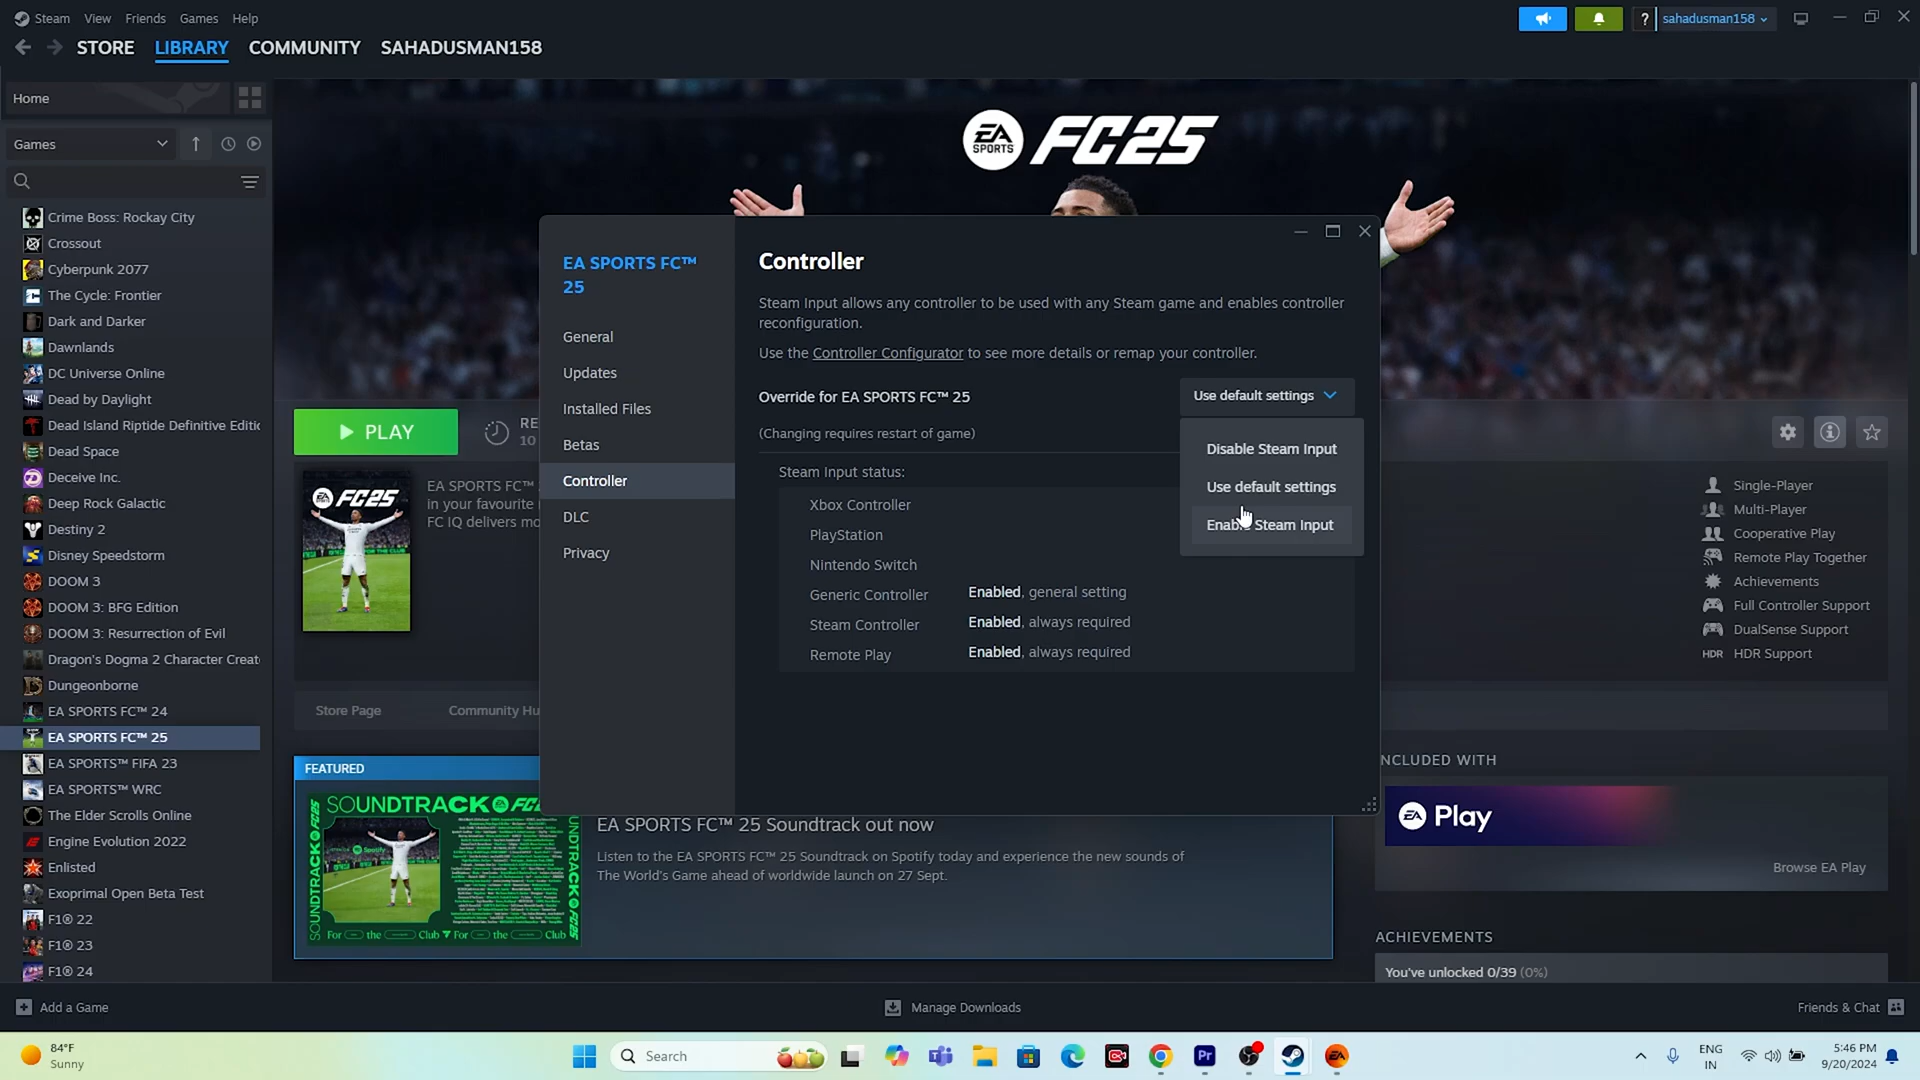 Steam View Friends Games Help
? sahadusman158
STORE LIBRARY COMMUNITY SAHADUSMAN158
Home
Games
Crime Boss: Rockay City
Crossout
Cyberpunk 2077
The Cycle: Frontier
Dark and Darker
Dawnlands
DC Universe Online
Dead by Daylight
Dead Island Riptide Definitive Editic
Dead Space
Deceive Inc.
Deep Rock Galactic
Destiny 2
Disney Speedstorm
DOOM 3
DOOM 3: BFG Edition
DOOM 3: Resurrection of Evil
Dragon's Dogma 2 Character Creat
Dungeonborne
EA SPORTS FC™ 24
EA SPORTS FC™ 25
EA SPORTS™ FIFA 23
EA SPORTS™ WRC
The Elder Scrolls Online
Engine Evolution 2022
Enlisted
Exoprimal Open Beta Test
F1® 22
F1® 23
F1® 24
EA SPORTS FC25
PLAY
RE
10
FC25
EA SPORTS FC™
in your favourite
FC IQ delivers mo
Store Page Community Hu
EA SPORTS FC™ 25
General
Updates
Installed Files
Betas
Controller
DLC
Privacy
Controller
Steam Input allows any controller to be used with any Steam game and enables controller
reconfiguration.
Use the Controller Configurator to see more details or remap your controller.
Override for EA SPORTS FC™ 25 Use default settings
(Changing requires restart of game)
Disable Steam Input
Use default settings
Enable Steam Input
Steam Input status:
Xbox Controller
PlayStation
Nintendo Switch
Generic Controller Enabled, general setting
Steam Controller Enabled, always required
Remote Play Enabled, always required
Single-Player
Multi-Player
Cooperative Play
Remote Play Together
Achievements
Full Controller Support
DualSense Support
HDR HDR Support
FEATURED
SOUNDTRACK
Spotify
For the Club For the Club
EA SPORTS FC™ 25 Soundtrack out now
Listen to the EA SPORTS FC™ 25 Soundtrack on Spotify today and experience the new sounds of
The World's Game ahead of worldwide launch on 27 Sept.
NCLUDED WITH
EA Play
Browse EA Play
ACHIEVEMENTS
You've unlocked 0/39 (0%)
Add a Game Manage Downloads Friends & Chat
84°F
Sunny
Search
Pr
EA
ENG
IN
5:46 PM
9/20/2024